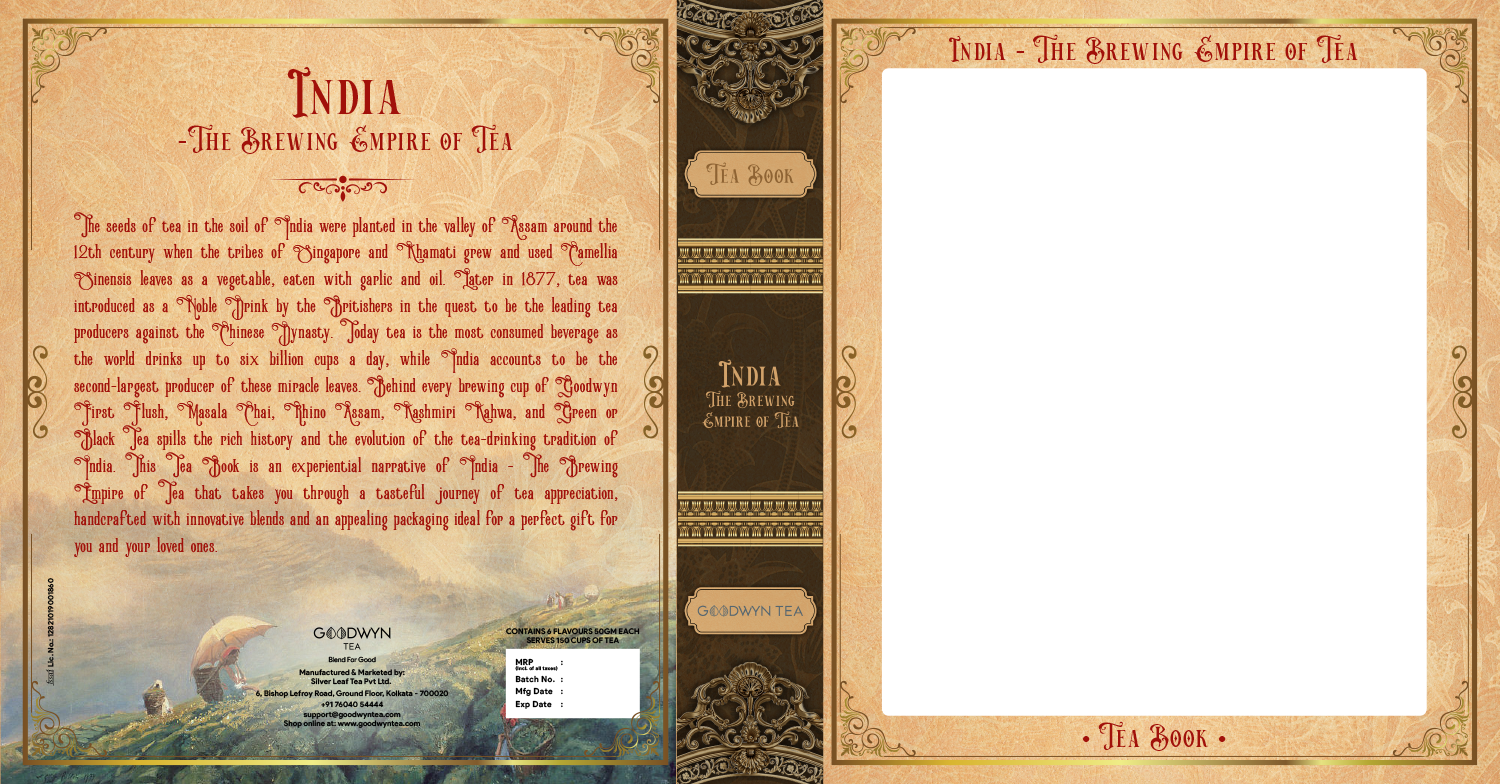 India
-The Brewing Empire of Tea
The seeds of tea in the soil of India were planted in the valley of Assam around the
12th century when the tribes of Singapore and Khamati grew and used Camellia
Sinensis leaves as a vegetable, eaten with garlic and oil. Later in 1877, tea was
introduced as a Noble Drink by the Britishers in the quest to be the leading tea
producers against the Chinese Dynasty. Today tea is the most consumed beverage as
the world drinks up to six billion cups a day, while India accounts to be the
second-largest producer of these miracle leaves. Behind every brewing cup of Goodwyn
First Flush, Masala Chai, Rhino Assam, Kashmiri Kahwa, and Green or
Black Tea spills the rich history and the evolution of the tea-drinking tradition of
India. This Tea Book is an experiential narrative of India - The Brewing
Empire of Tea that takes you through a tasteful journey of tea appreciation,
handcrafted with innovative blends and an appealing packaging ideal for a perfect gift for
you and your loved ones.
fssai Lic. No.: 12821019001860
GOODWYN
TEA
Blend For Good
Manufactured & Marketed by:
Silver Leaf Tea Pvt Ltd.
6, Bishop Lefroy Road, Ground Floor, Kolkata - 700020
+91 76040 54444
support@goodwyntea.com
Shop online at: www.goodwyntea.com
CONTAINS 6 FLAVOURS 50GM EACH
SERVES 150 CUPS OF TEA
MRP :
(Incl. of all taxes)
Batch No. :
Mfg Date :
Exp Date :
Tea Book
India
The Brewing
Empire of Tea
GOODWYN TEA
India - The Brewing Empire of Tea
• Tea Book •